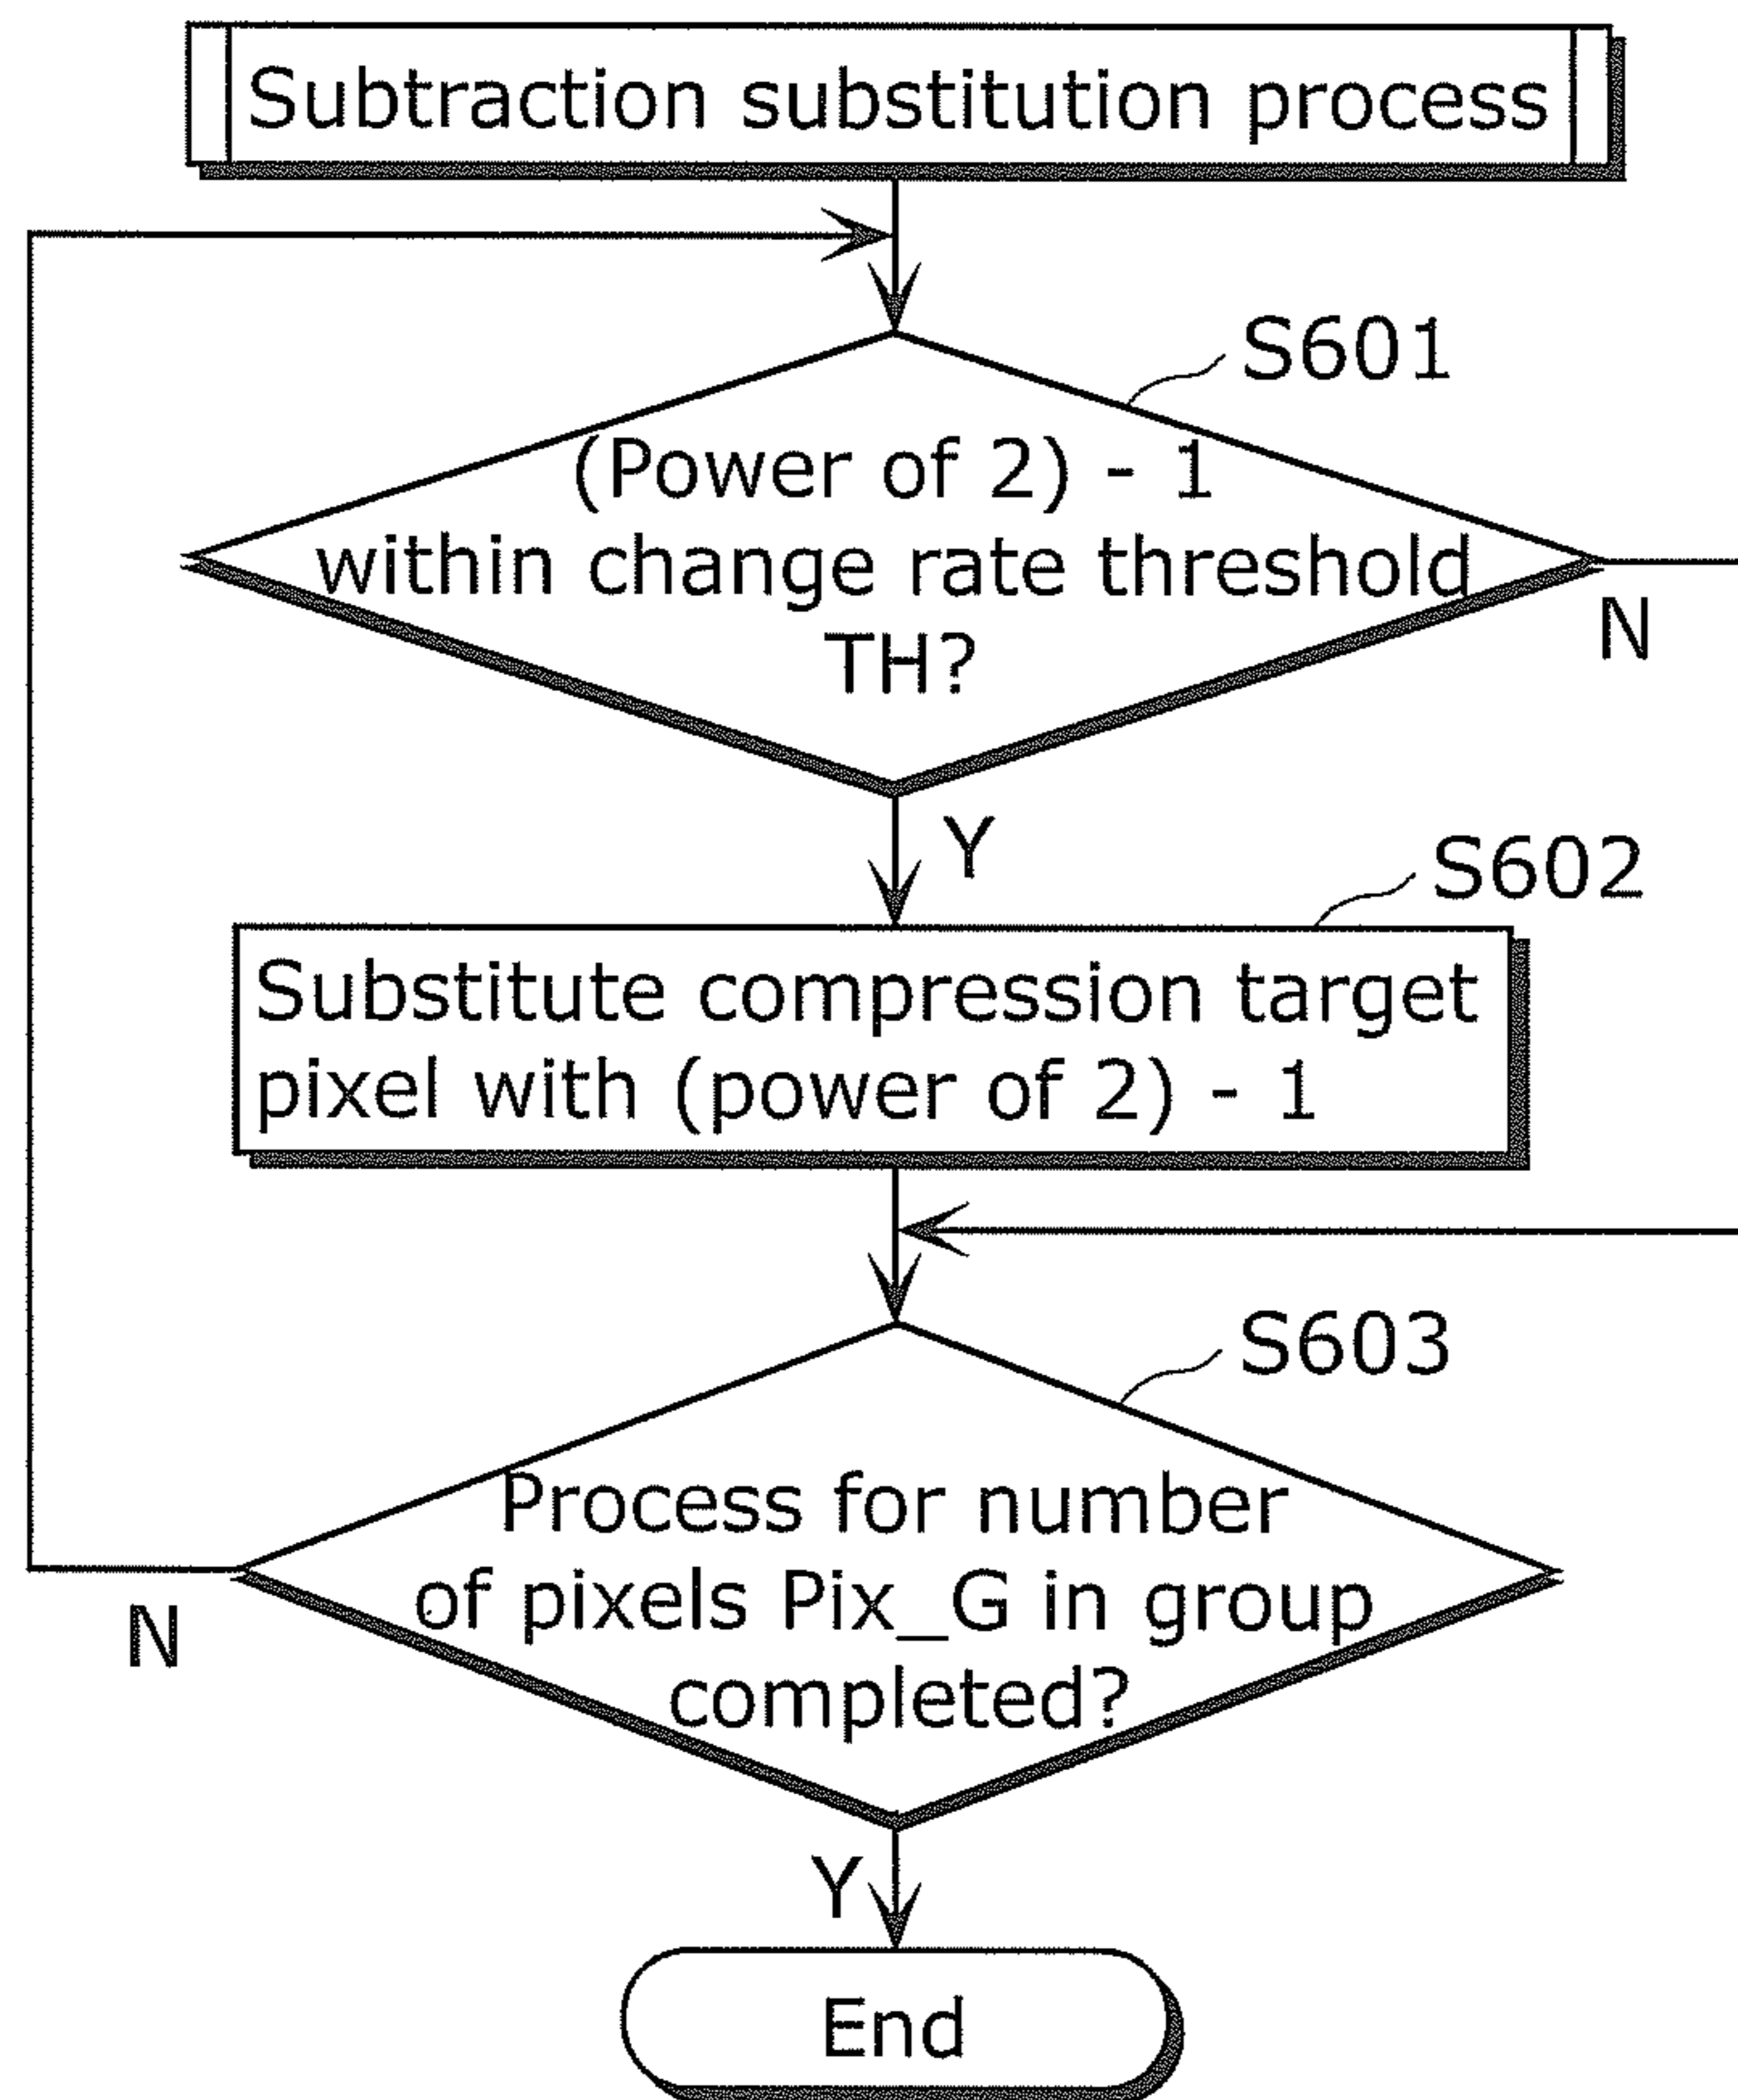 Subtraction substitution process
S601
(Power of 2) - 1
within change rate threshold
TH?
N
Y
S602
Substitute compression target
pixel with (power of 2) - 1
S603
Process for number
of pixels Pix_G in group
completed?
N
Y
End